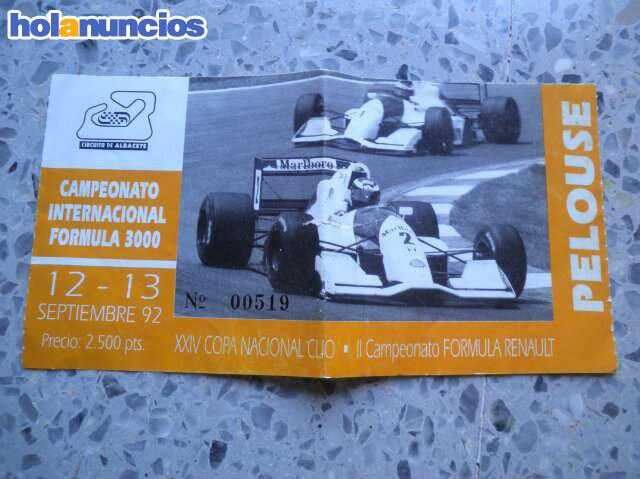 holanuncios
CIRCUITO DE ALBACETE
CAMPEONATO
INTERNACIONAL
FORMULA 3000
12 - 13
SEPTIEMBRE 92
Precio: 2.500 pts.
Marlboro
2
Nº 00519
XXIV COPA NACIONAL CLIO • II Campeonato FORMULA RENAULT
PELOUSE